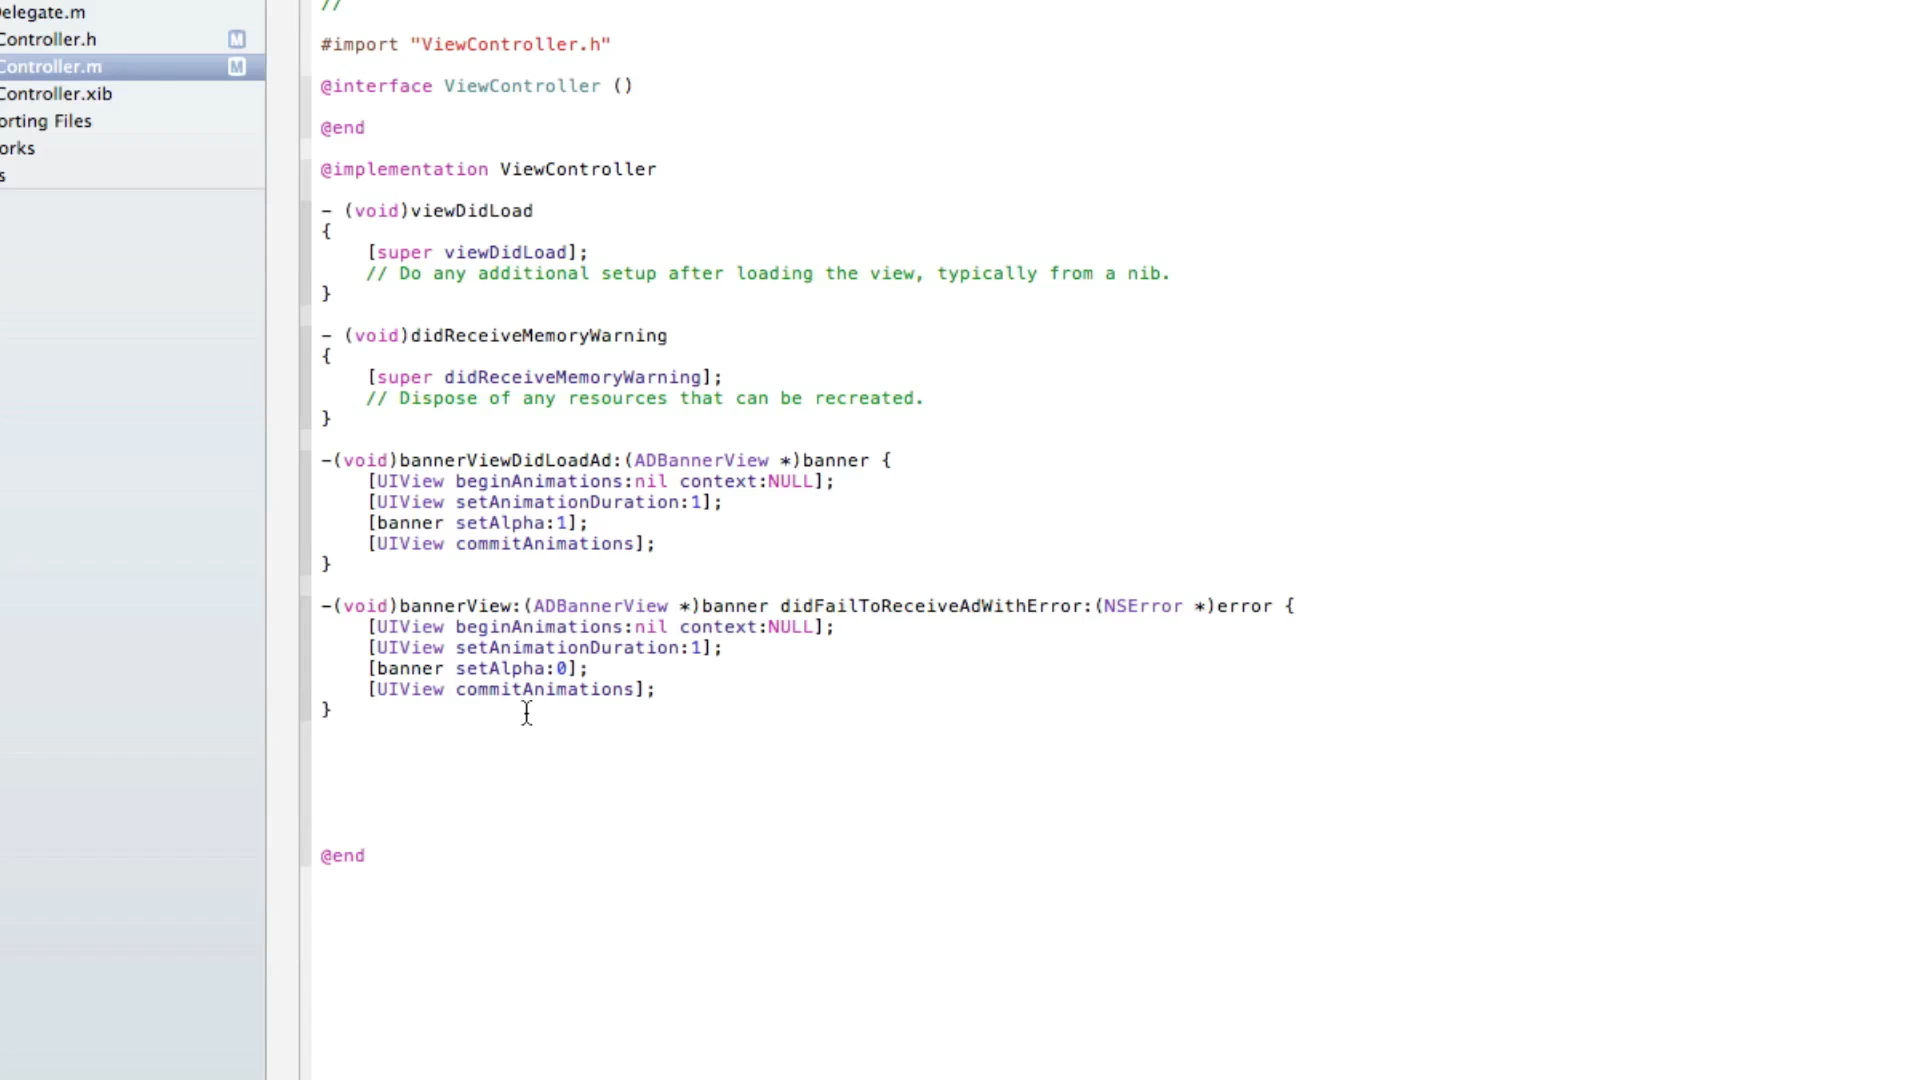 elegate.m
Controller.h M
Controller.m M
Controller.xib
orting Files
orks
s
//
#import "ViewController.h"
@interface ViewController ()
@end
@implementation ViewController
- (void)viewDidLoad
{
[super viewDidLoad];
// Do any additional setup after loading the view, typically from a nib.
}
- (void)didReceiveMemoryWarning
{
[super didReceiveMemoryWarning];
// Dispose of any resources that can be recreated.
}
-(void)bannerViewDidLoadAd:(ADBannerView *)banner {
[UIView beginAnimations:nil context:NULL];
[UIView setAnimationDuration:1];
[banner setAlpha:1];
[UIView commitAnimations];
}
-(void)bannerView:(ADBannerView *)banner didFailToReceiveAdWithError:(NSError *)error {
[UIView beginAnimations:nil context:NULL];
[UIView setAnimationDuration:1];
[banner setAlpha:0];
[UIView commitAnimations];
}
@end